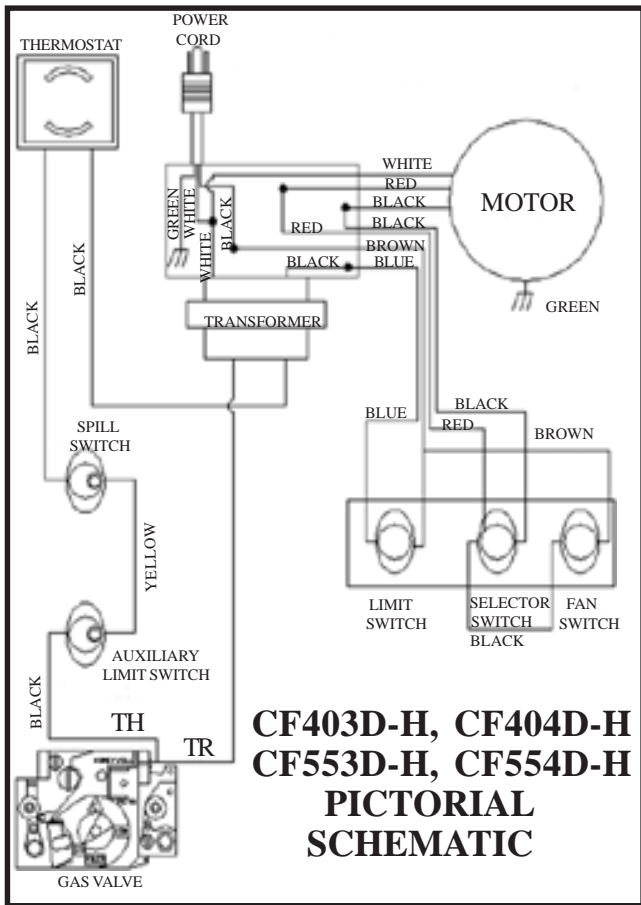 POWER
CORD
THERMOSTAT
WHITE
RED
BLACK
MOTOR
GREEN
WHITE
BLACK
BLACK
RED
BROWN
WHITE
BLACK
BLUE
GREEN
TRANSFORMER
BLACK
BLACK
BLUE
BLACK
RED
BROWN
SPILL
SWITCH
YELLOW
LIMIT
SWITCH
SELECTOR
SWITCH
FAN
SWITCH
BLACK
AUXILIARY
LIMIT SWITCH
BLACK
TH
TR
CF403D-H, CF404D-H
CF553D-H, CF554D-H
PICTORIAL
SCHEMATIC
GAS VALVE